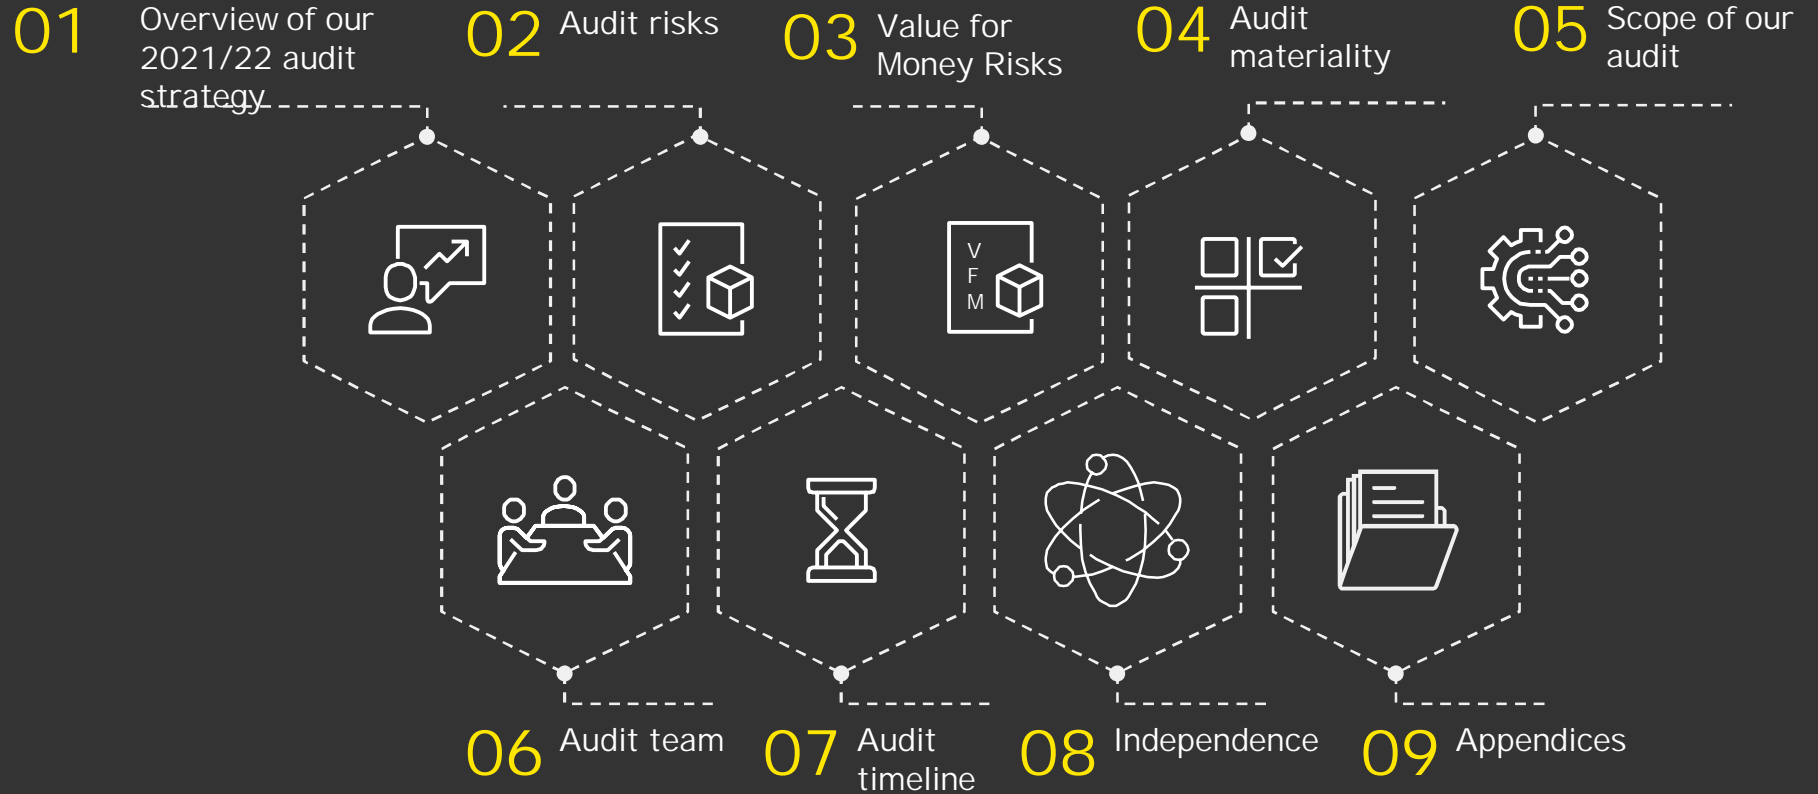 01 Overview of our
2021/22 audit
strategy
02 Audit risks
03 Value for
Money Risks
04 Audit
materiality
05 Scope of our
audit
V
F
M
06 Audit team
07 Audit
timeline
08 Independence
09 Appendices